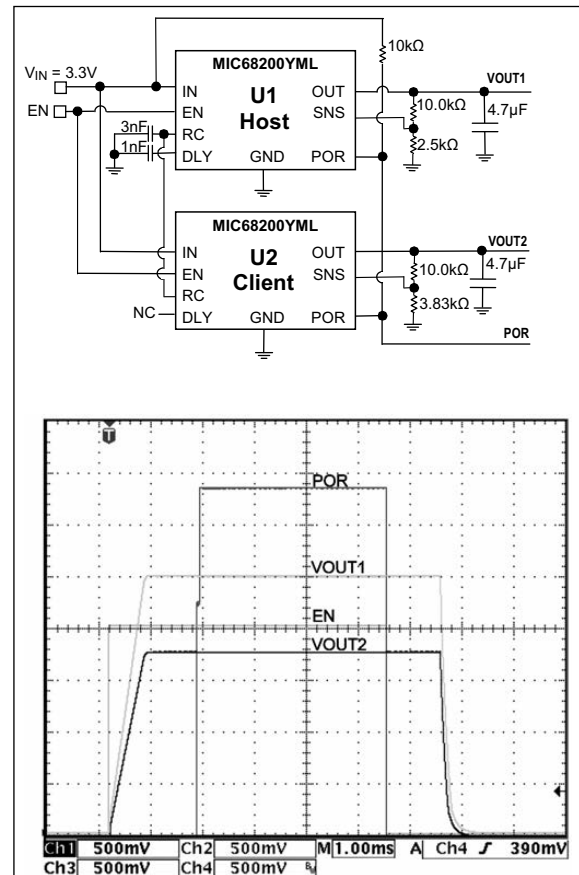 10kΩ
VIN = 3.3V
EN
MIC68200YML
IN
EN
RC
DLY
U1
Host
GND
OUT
SNS
POR
3nF
1nF
VOUT1
10.0kΩ
2.5kΩ
4.7µF
MIC68200YML
IN
EN
RC
DLY
NC
U2
Client
GND
OUT
SNS
POR
VOUT2
10.0kΩ
3.83kΩ
4.7µF
POR
T
POR
VOUT1
EN
VOUT2
Ch1 500mV Ch2 500mV M 1.00ms A Ch4 390mV
Ch3 500mV Ch4 500mV